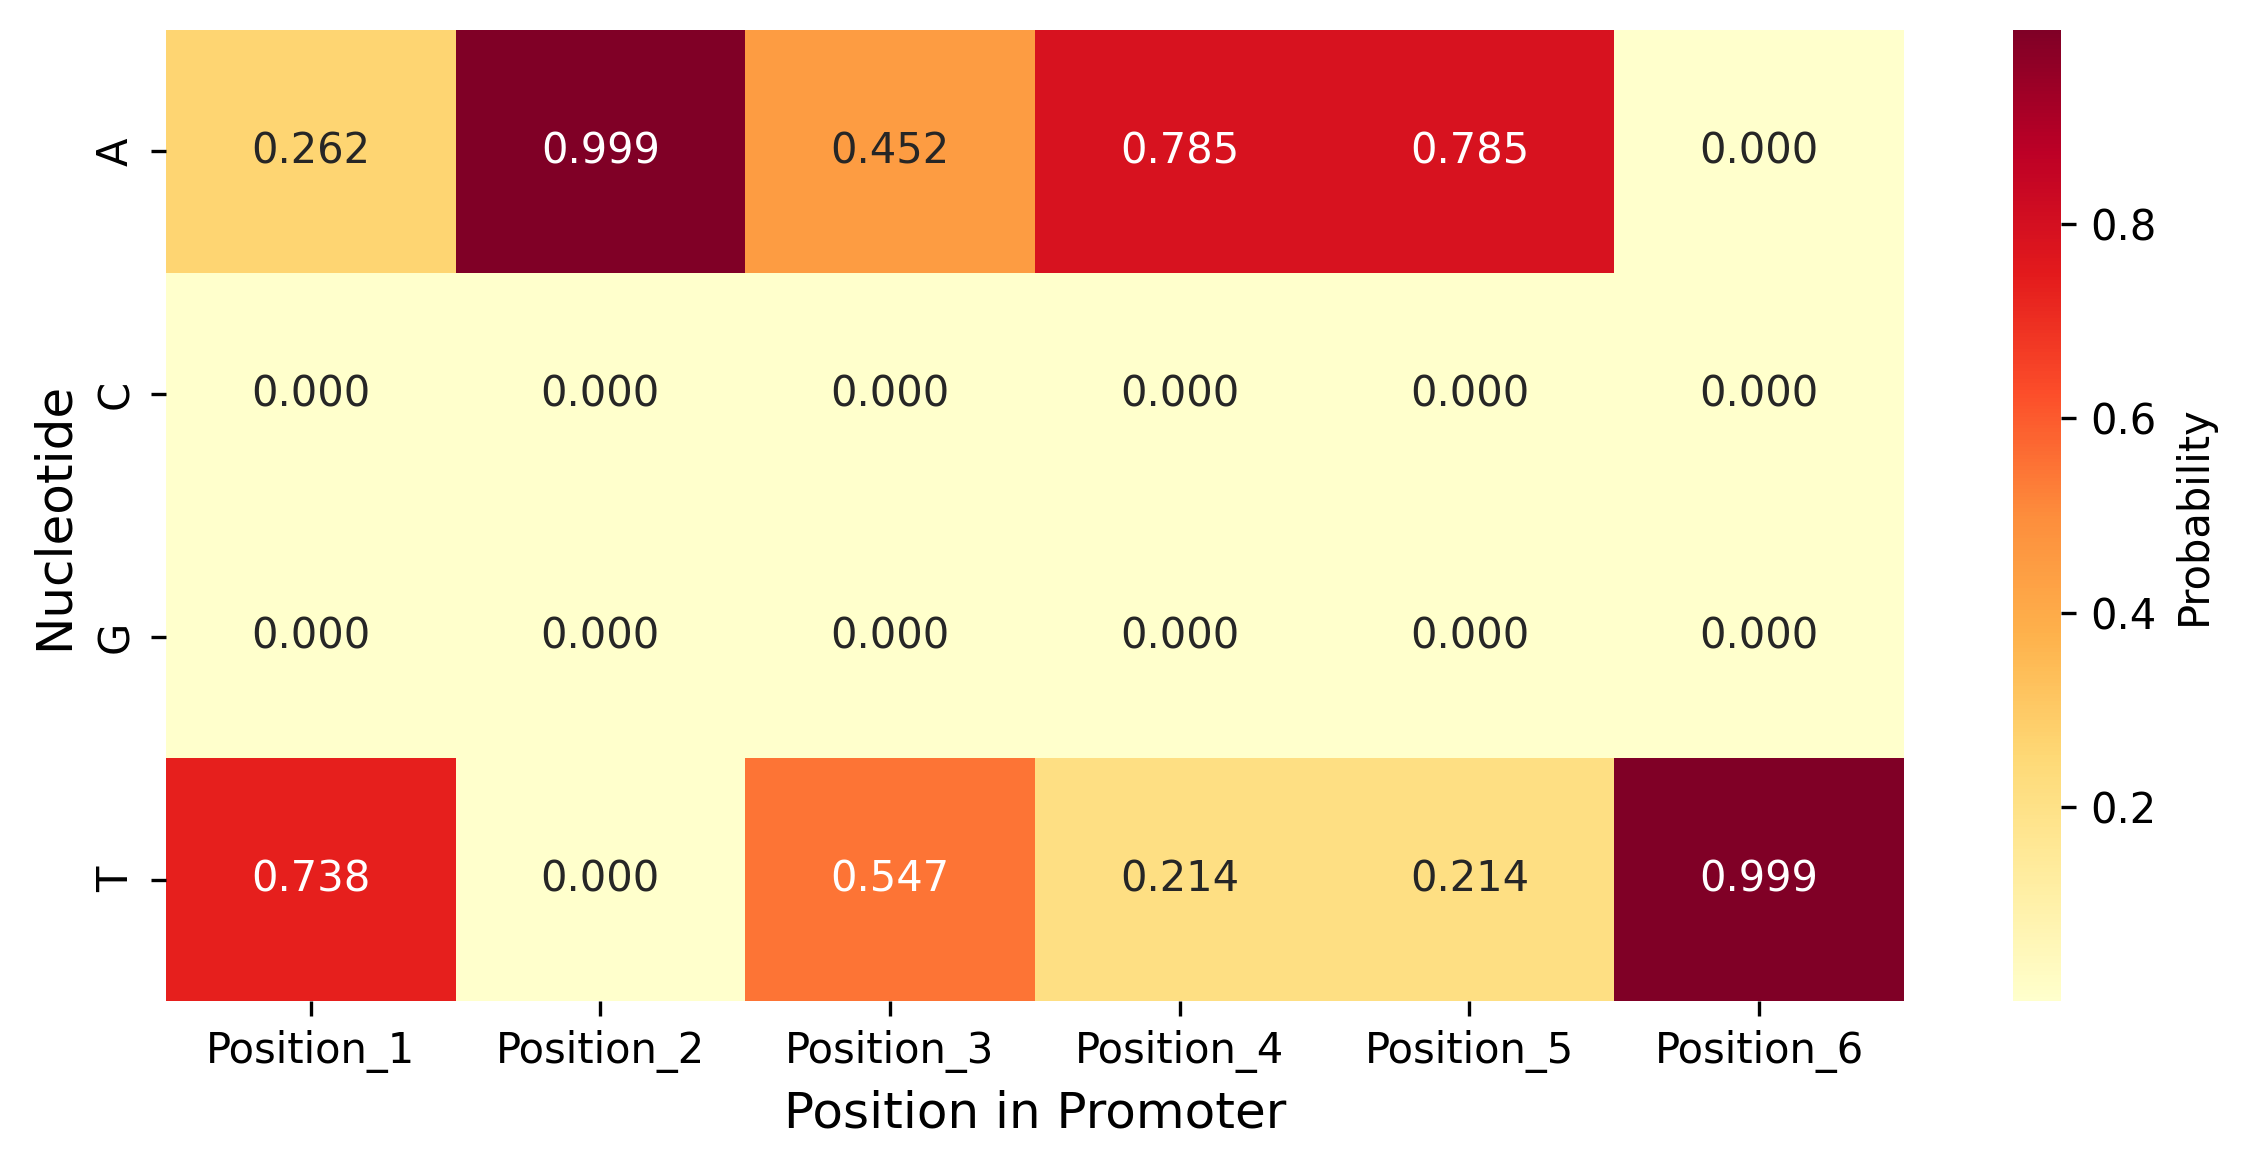 A 0.262 0.999 0.452 0.785 0.785 0.000
C 0.000 0.000 0.000 0.000 0.000 0.000
G 0.000 0.000 0.000 0.000 0.000 0.000
T 0.738 0.000 0.547 0.214 0.214 0.999
Position_1 Position_2 Position_3 Position_4 Position_5 Position_6
Position in Promoter
Nucleotide
0.8
0.6
0.4
0.2
Probability